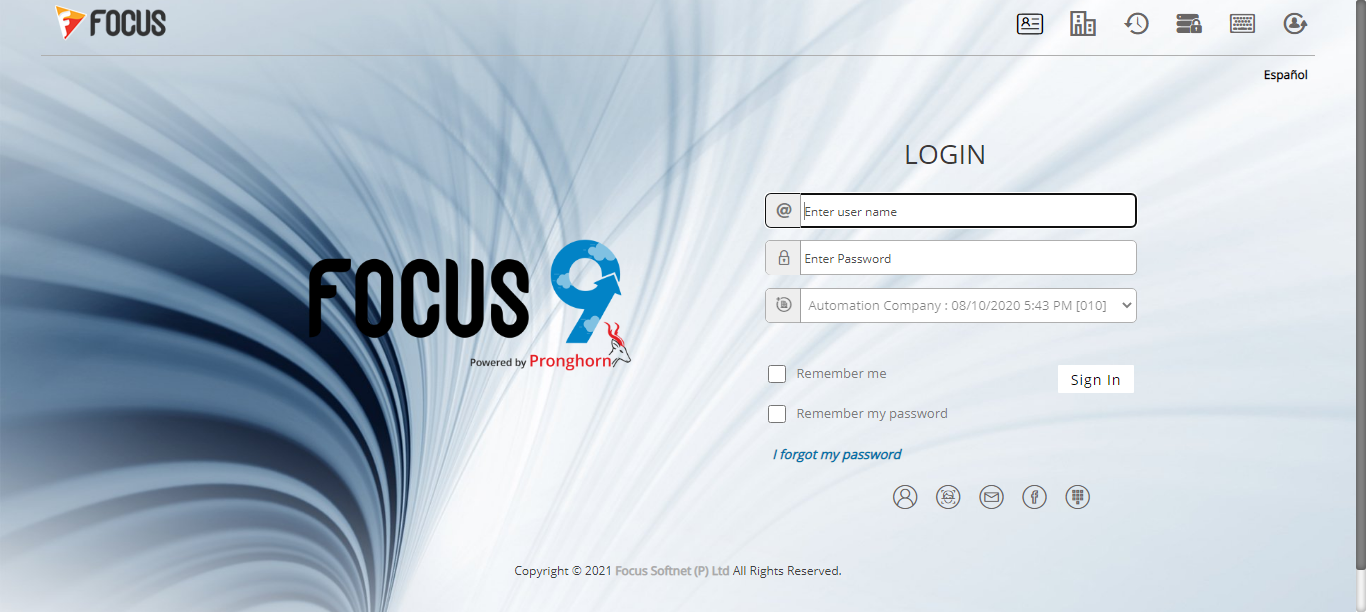 FOCUS
Español
LOGIN
@ Enter user name
Enter Password
Automation Company : 08/10/2020 5:43 PM [010]
FOCUS 9
Powered by Pronghorn
Remember me
Sign In
Remember my password
I forgot my password
Copyright © 2021 Focus Softnet (P) Ltd All Rights Reserved.